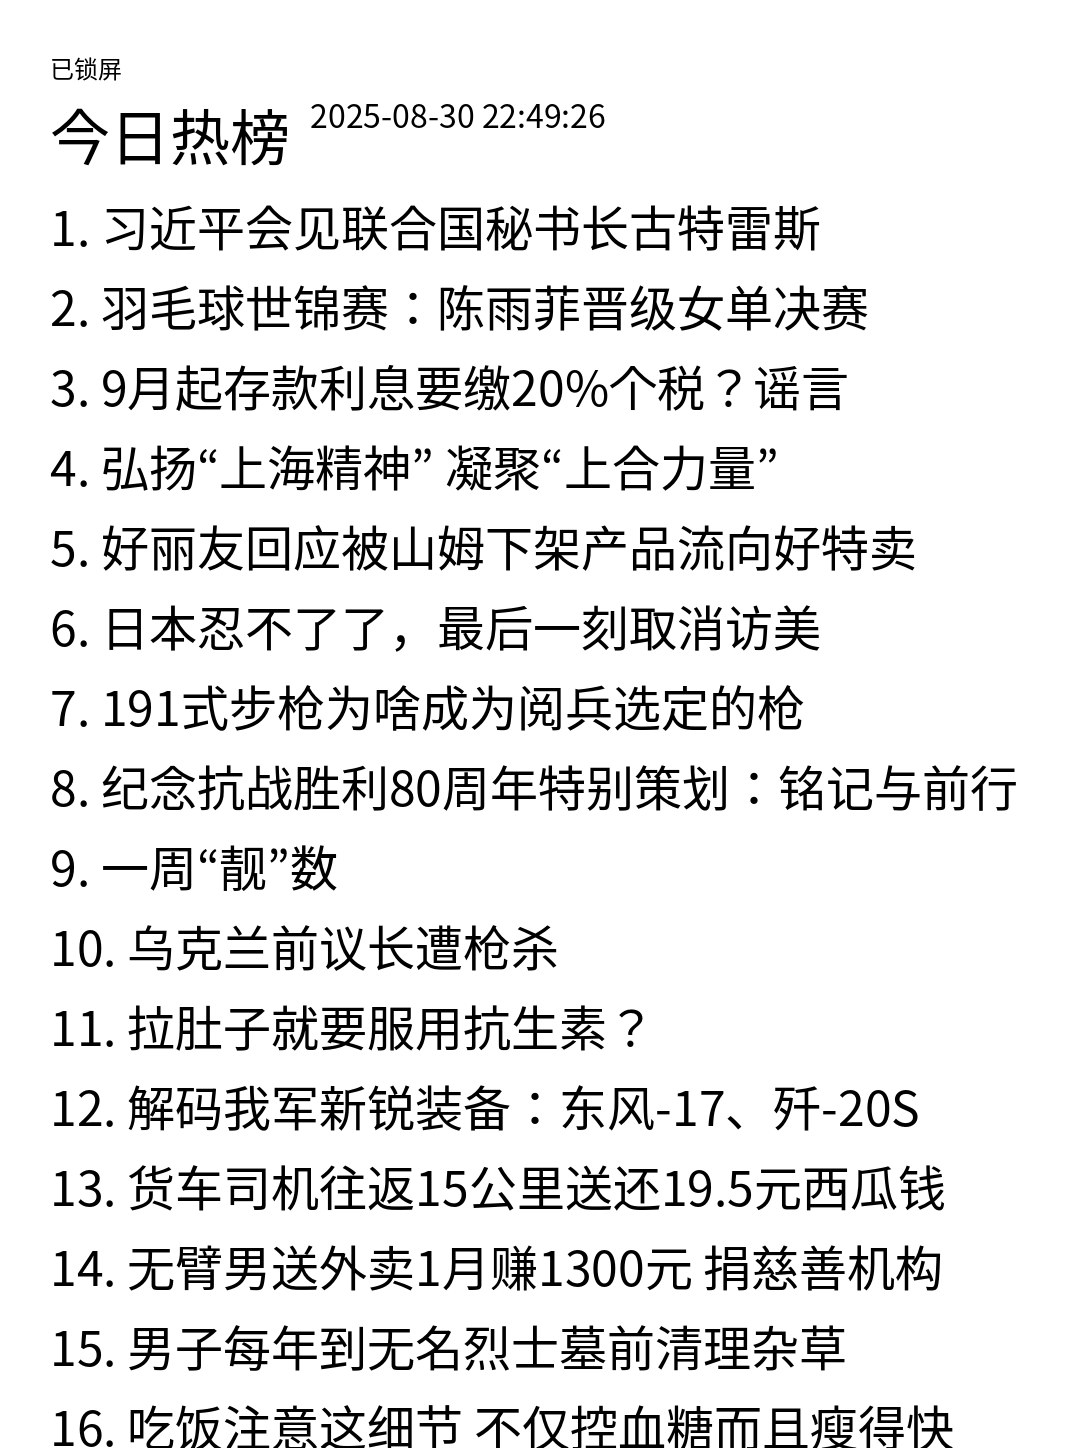 已锁屏
今日热榜 2025-08-30 22:49:26
1. 习近平会见联合国秘书长古特雷斯
2. 羽毛球世锦赛：陈雨菲晋级女单决赛
3. 9月起存款利息要缴20%个税？谣言
4. 弘扬“上海精神” 凝聚“上合力量”
5. 好丽友回应被山姆下架产品流向好特卖
6. 日本忍不了了，最后一刻取消访美
7. 191式步枪为啥成为阅兵选定的枪
8. 纪念抗战胜利80周年特别策划：铭记与前行
9. 一周“靓”数
10. 乌克兰前议长遭枪杀
11. 拉肚子就要服用抗生素？
12. 解码我军新锐装备：东风-17、歼-20S
13. 货车司机往返15公里送还19.5元西瓜钱
14. 无臂男送外卖1月赚1300元 捐慈善机构
15. 男子每年到无名烈士墓前清理杂草
16. 吃饭注意这细节 不仅控血糖而且瘦得快